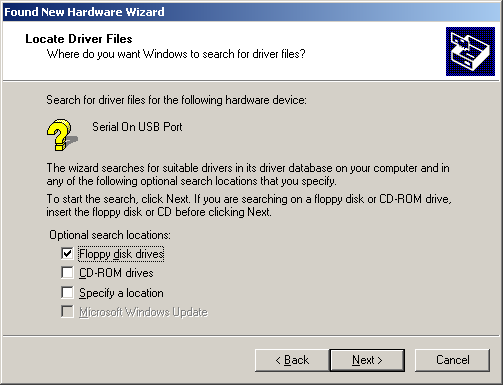 Found New Hardware Wizard
Locate Driver Files
Where do you want Windows to search for driver files?
Search for driver files for the following hardware device:
Serial On USB Port
The wizard searches for suitable drivers in its driver database on your computer and in
any of the following optional search locations that you specify.
To start the search, click Next. If you are searching on a floppy disk or CD-ROM drive,
insert the floppy disk or CD before clicking Next.
Optional search locations:
Floppy disk drives
CD-ROM drives
Specify a location
Microsoft Windows Update
< Back Next > Cancel